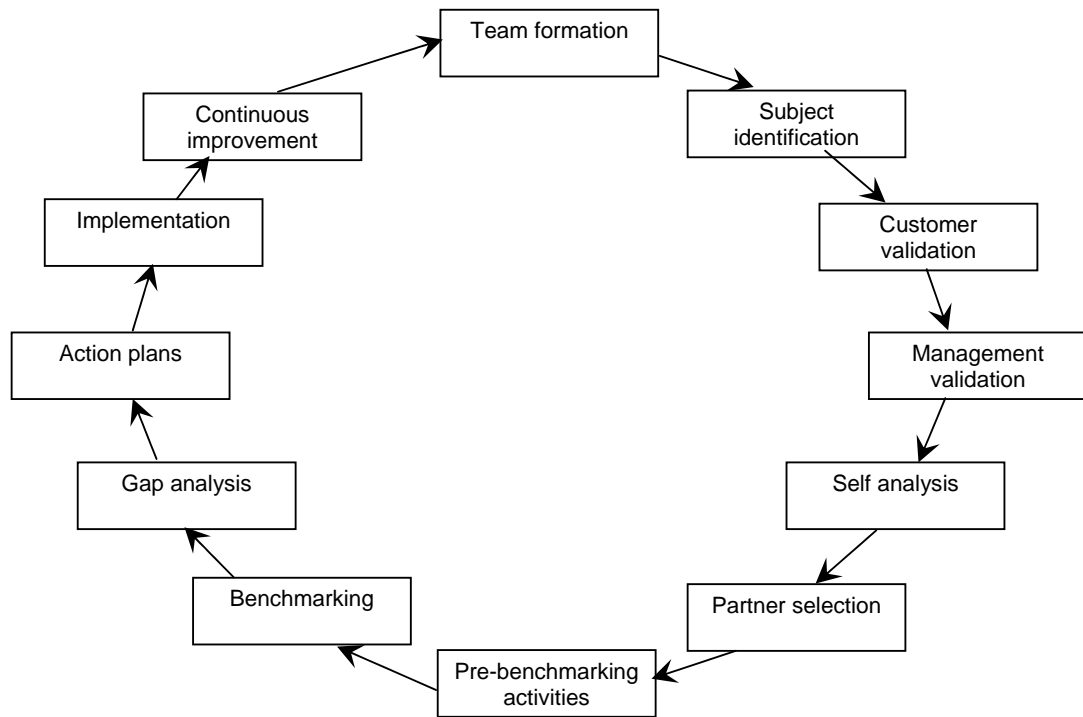 Team formation
Subject
identification
Customer
validation
Management
validation
Self analysis
Partner selection
Pre-benchmarking
activities
Benchmarking
Gap analysis
Action plans
Implementation
Continuous
improvement